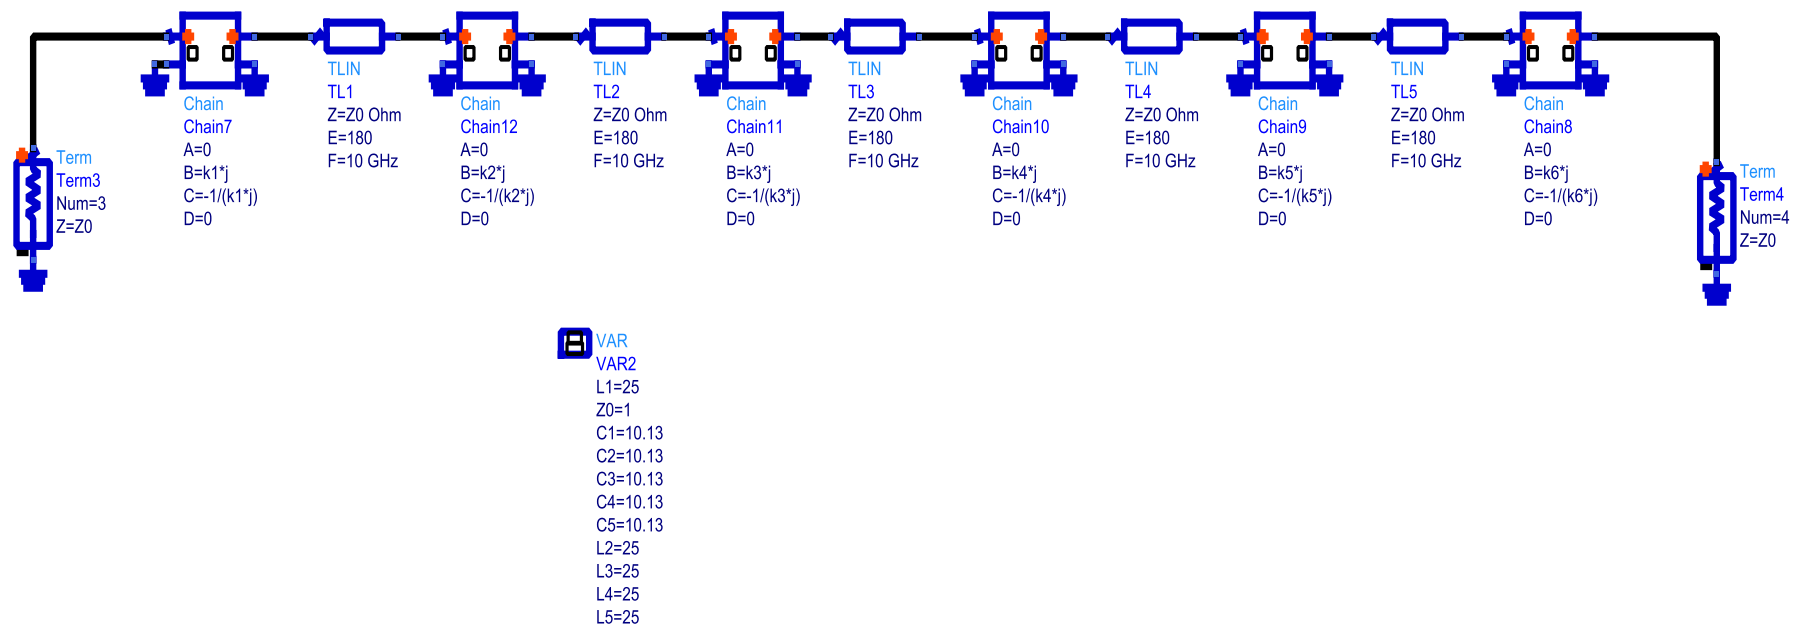 Term
Term3
Num=3
Z=Z0
Chain
Chain7
A=0
B=k1*j
C=-1/(k1*j)
D=0
TLIN
TL1
Z=Z0 Ohm
E=180
F=10 GHz
Chain
Chain12
A=0
B=k2*j
C=-1/(k2*j)
D=0
TLIN
TL2
Z=Z0 Ohm
E=180
F=10 GHz
Chain
Chain11
A=0
B=k3*j
C=-1/(k3*j)
D=0
TLIN
TL3
Z=Z0 Ohm
E=180
F=10 GHz
Chain
Chain10
A=0
B=k4*j
C=-1/(k4*j)
D=0
TLIN
TL4
Z=Z0 Ohm
E=180
F=10 GHz
Chain
Chain9
A=0
B=k5*j
C=-1/(k5*j)
D=0
TLIN
TL5
Z=Z0 Ohm
E=180
F=10 GHz
Chain
Chain8
A=0
B=k6*j
C=-1/(k6*j)
D=0
Term
Term4
Num=4
Z=Z0
VAR
VAR2
L1=25
Z0=1
C1=10.13
C2=10.13
C3=10.13
C4=10.13
C5=10.13
L2=25
L3=25
L4=25
L5=25